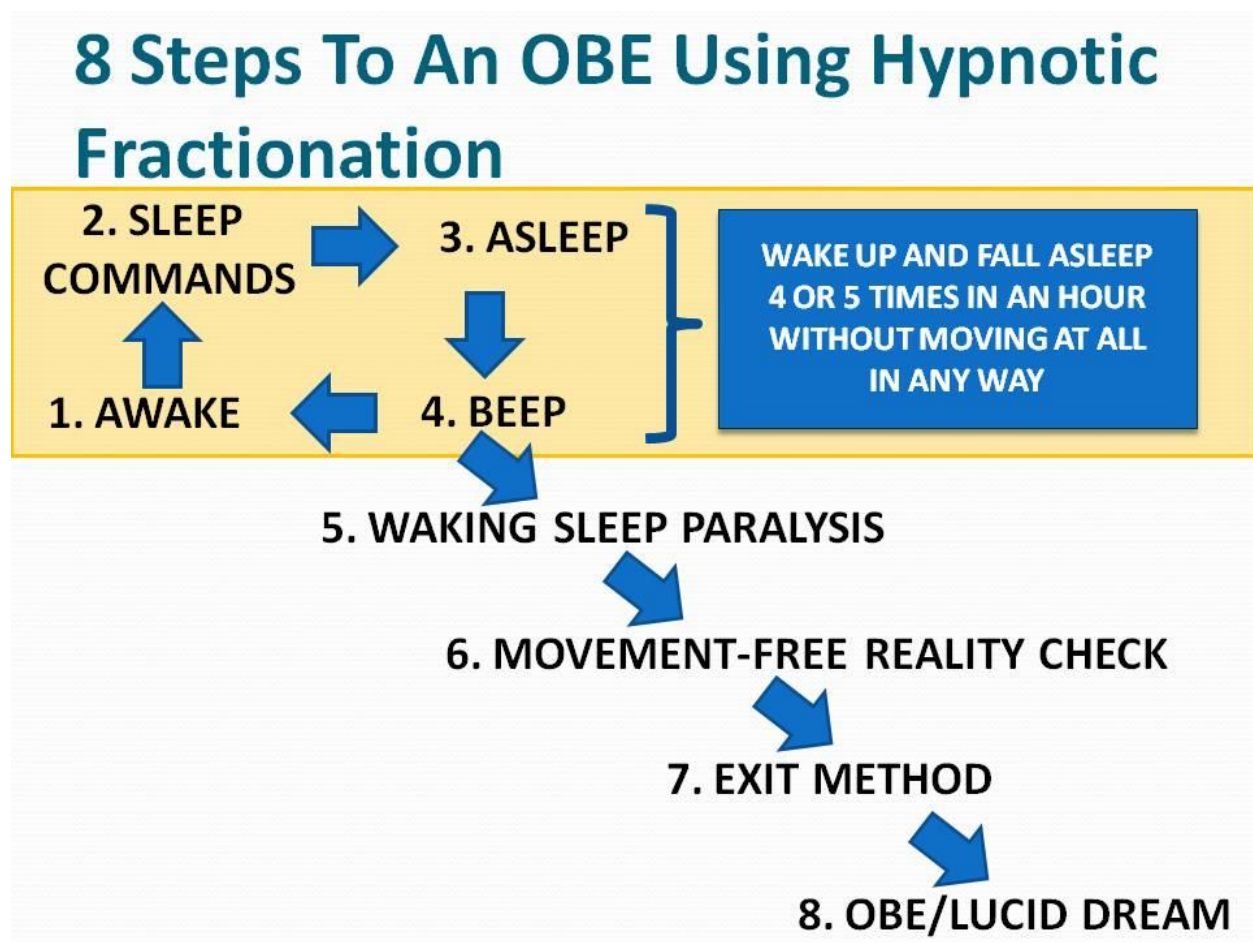 8 Steps To An OBE Using Hypnotic
Fractionation
2. SLEEP
COMMANDS
3. ASLEEP
1. AWAKE
4. BEEP
WAKE UP AND FALL ASLEEP
4 OR 5 TIMES IN AN HOUR
WITHOUT MOVING AT ALL
IN ANY WAY
5. WAKING SLEEP PARALYSIS
6. MOVEMENT-FREE REALITY CHECK
7. EXIT METHOD
8. OBE/LUCID DREAM